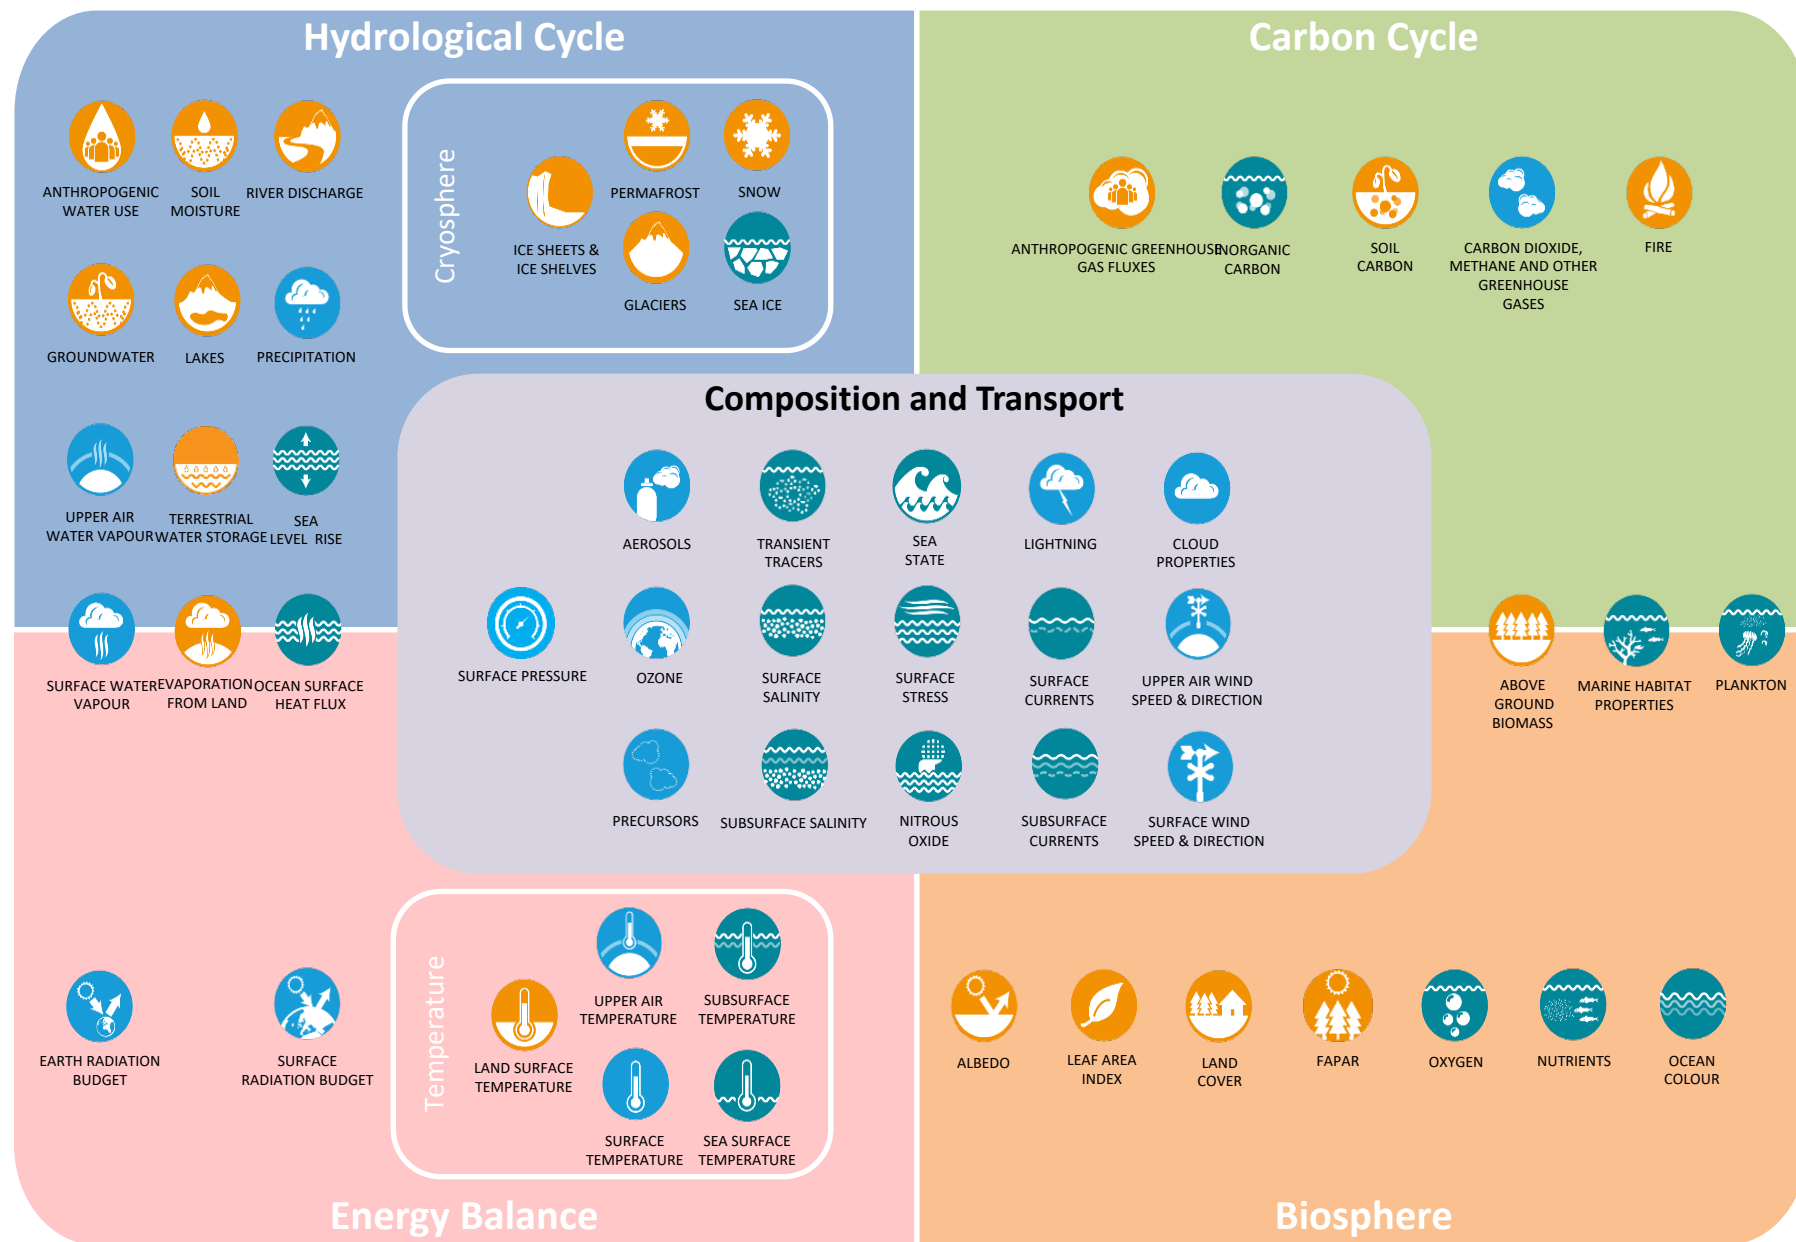 Hydrological Cycle
Carbon Cycle
ANTHROPOGENIC
WATER USE
SOIL
MOISTURE
RIVER DISCHARGE
GROUNDWATER
LAKES
PRECIPITATION
UPPER AIR
WATER VAPOUR
TERRESTRIAL
WATER STORAGE
SEA
LEVEL RISE
Cryosphere
ICE SHEETS &
ICE SHELVES
PERMAFROST
SNOW
GLACIERS
SEA ICE
ANTHROPOGENIC GREENHOUSE
GAS FLUXES
INORGANIC
CARBON
SOIL
CARBON
CARBON DIOXIDE,
METHANE AND OTHER
GREENHOUSE
GASES
FIRE
Composition and Transport
AEROSOLS
TRANSIENT
TRACERS
SEA
STATE
LIGHTNING
CLOUD
PROPERTIES
SURFACE PRESSURE
OZONE
SURFACE
SALINITY
SURFACE
STRESS
SURFACE
CURRENTS
UPPER AIR WIND
SPEED & DIRECTION
PRECURSORS
SUBSURFACE SALINITY
NITROUS
OXIDE
SUBSURFACE
CURRENTS
SURFACE WIND
SPEED & DIRECTION
SURFACE WATER
VAPOUR
EVAPORATION
FROM LAND
OCEAN SURFACE
HEAT FLUX
ABOVE
GROUND
BIOMASS
MARINE HABITAT
PROPERTIES
PLANKTON
EARTH RADIATION
BUDGET
SURFACE
RADIATION BUDGET
Temperature
LAND SURFACE
TEMPERATURE
UPPER AIR
TEMPERATURE
SUBSURFACE
TEMPERATURE
SURFACE
TEMPERATURE
SEA SURFACE
TEMPERATURE
ALBEDO
LEAF AREA
INDEX
LAND
COVER
FAPAR
OXYGEN
NUTRIENTS
OCEAN
COLOUR
Energy Balance
Biosphere